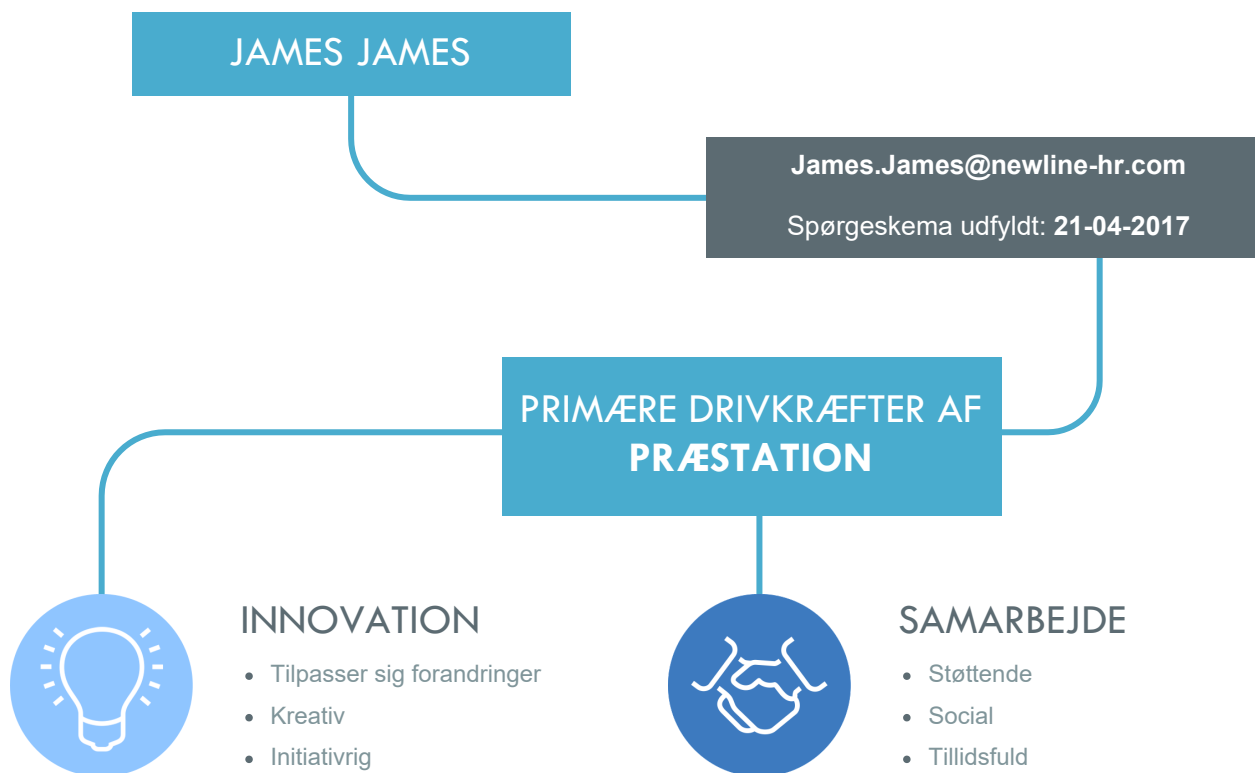 JAMES JAMES
James.James@newline-hr.com
Spørgeskema udfyldt: 21-04-2017
PRIMÆRE DRIVKRÆFTER AF
PRÆSTATION
INNOVATION
• Tilpasser sig forandringer
• Kreativ
• Initiativrig
SAMARBEJDE
• Støttende
• Social
• Tillidsfuld